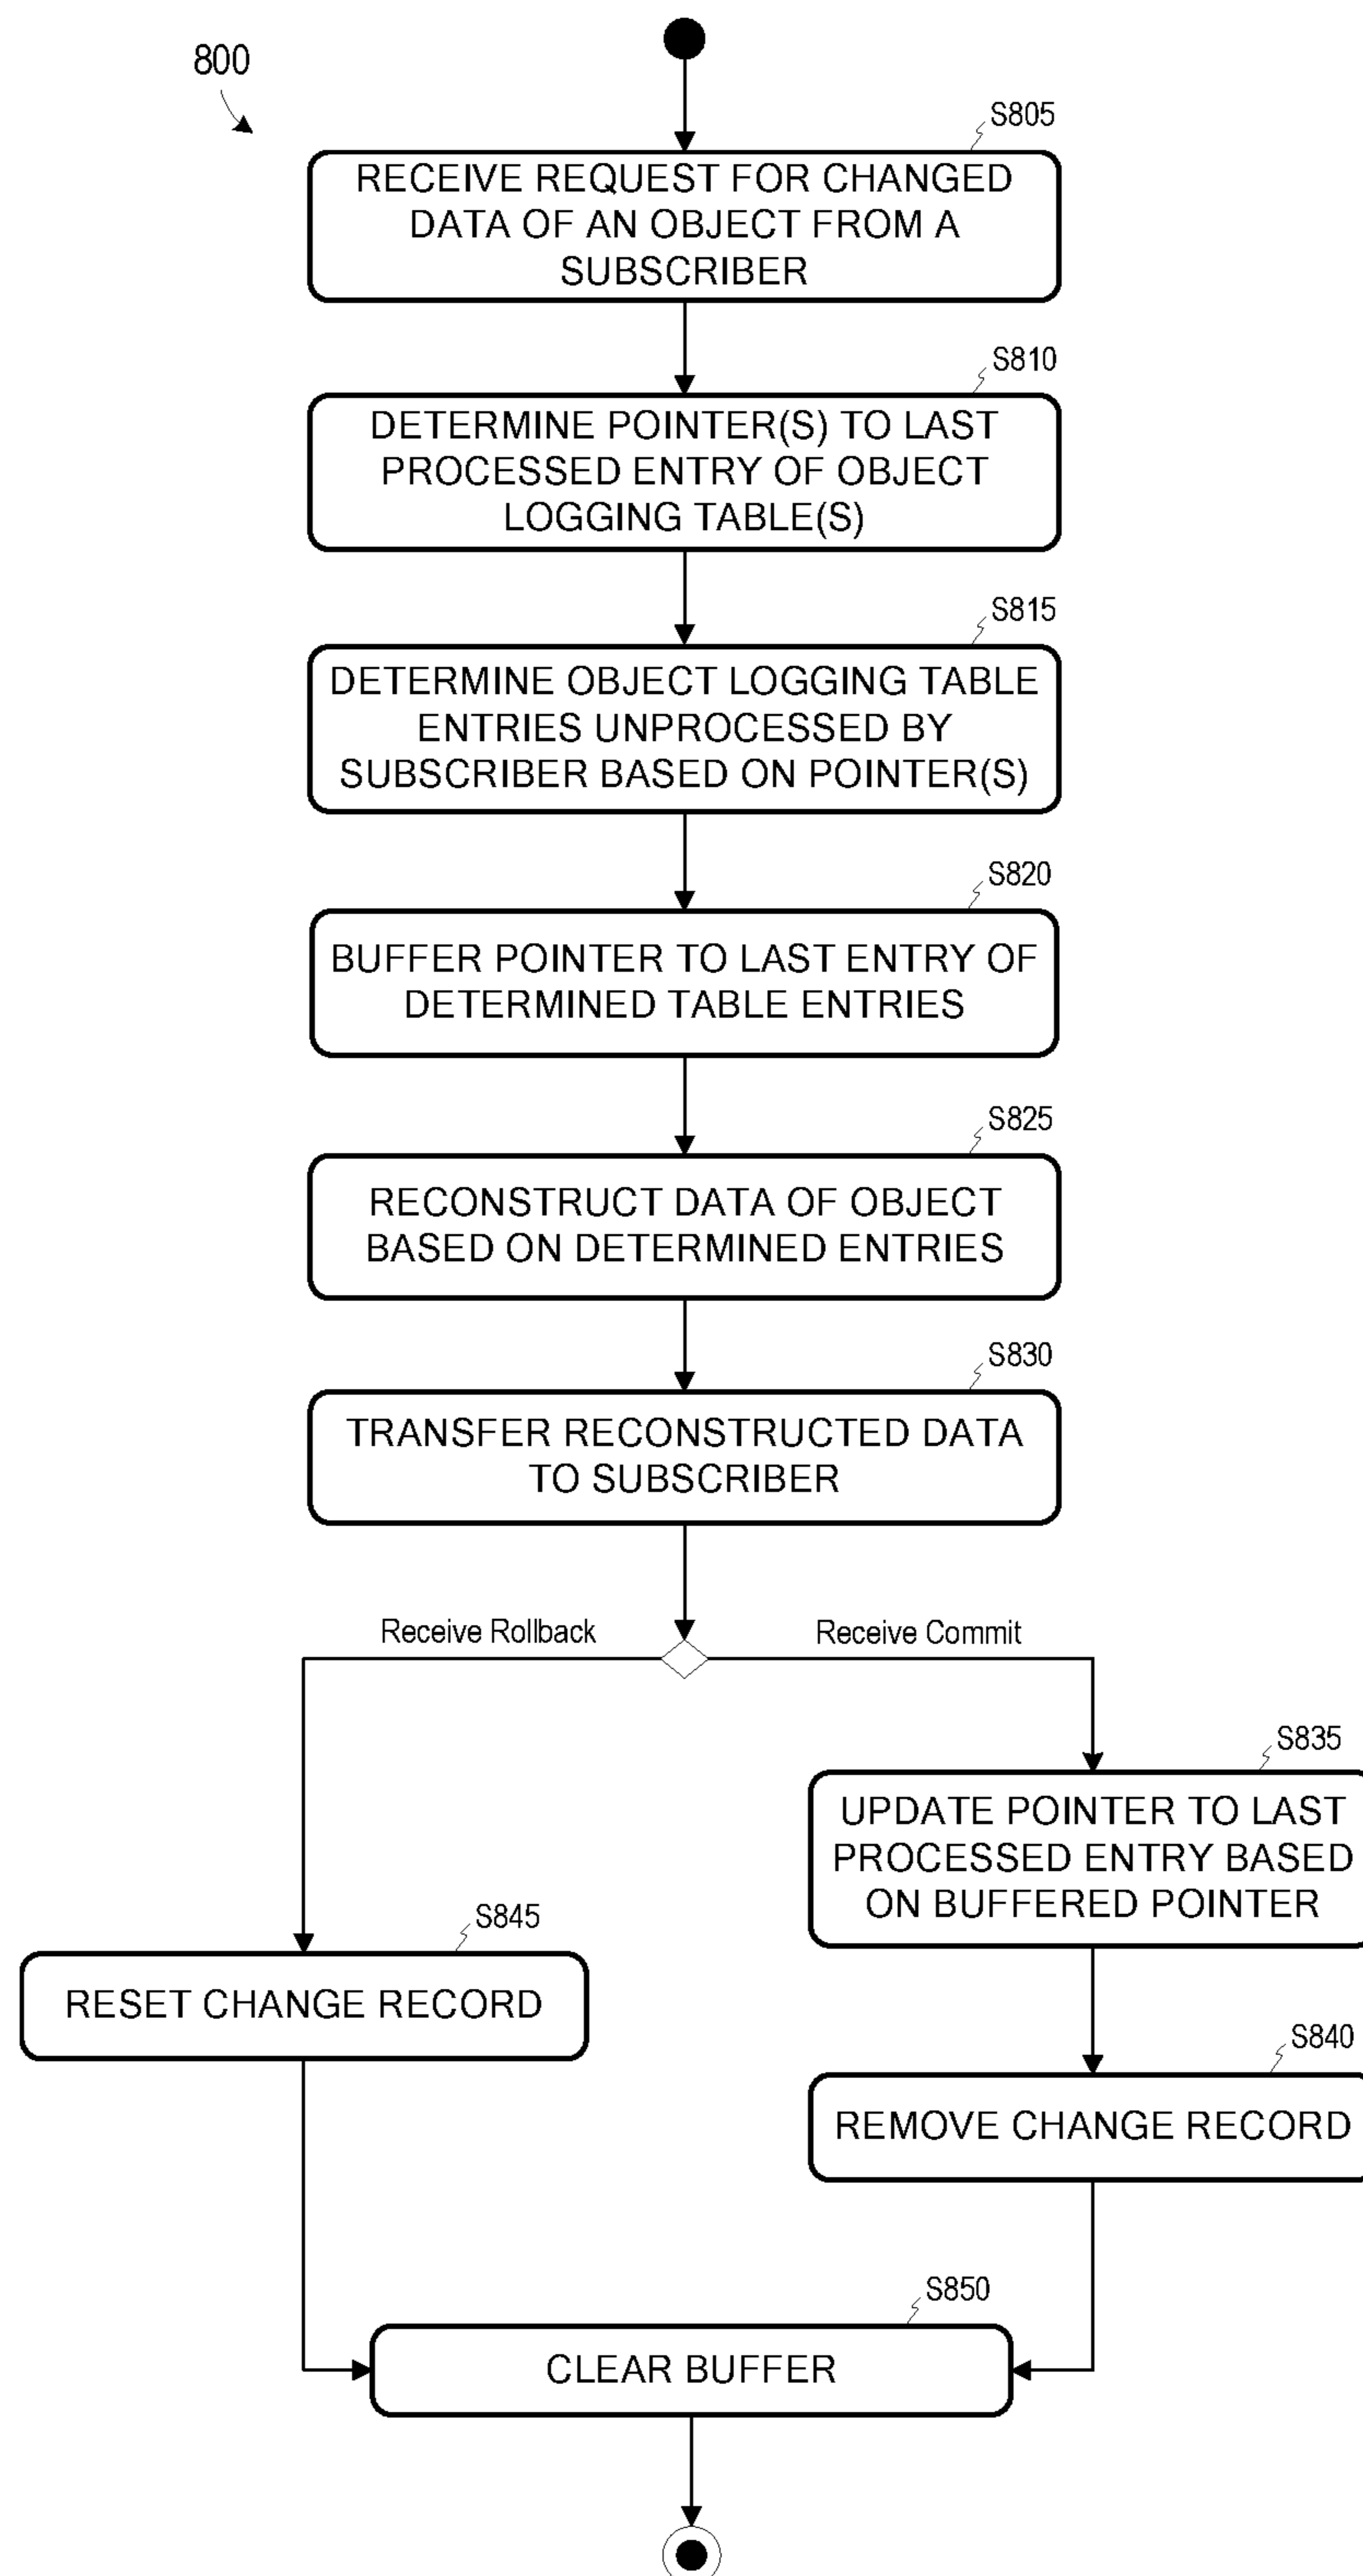 800
S805
RECEIVE REQUEST FOR CHANGED
DATA OF AN OBJECT FROM A
SUBSCRIBER
S810
DETERMINE POINTER(S) TO LAST
PROCESSED ENTRY OF OBJECT
LOGGING TABLE(S)
S815
DETERMINE OBJECT LOGGING TABLE
ENTRIES UNPROCESSED BY
SUBSCRIBER BASED ON POINTER(S)
S820
BUFFER POINTER TO LAST ENTRY OF
DETERMINED TABLE ENTRIES
S825
RECONSTRUCT DATA OF OBJECT
BASED ON DETERMINED ENTRIES
S830
TRANSFER RECONSTRUCTED DATA
TO SUBSCRIBER
Receive Rollback
Receive Commit
S835
UPDATE POINTER TO LAST
PROCESSED ENTRY BASED
ON BUFFERED POINTER
S845
RESET CHANGE RECORD
S840
REMOVE CHANGE RECORD
S850
CLEAR BUFFER